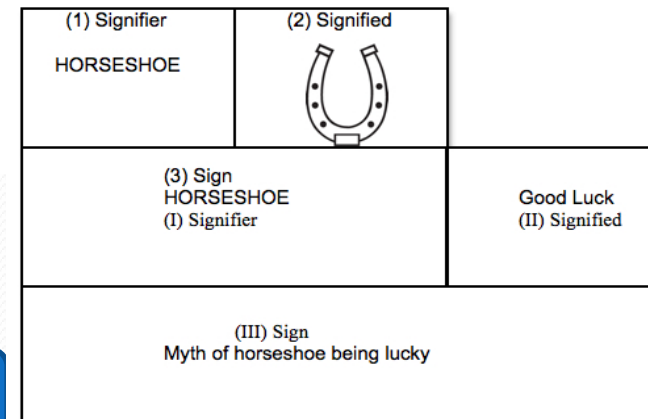 (1) Signifier
(2) Signified
HORSESHOE
(3) Sign
HORSESHOE
(I) Signifier
Good Luck
(II) Signified
(III) Sign
Myth of horseshoe being lucky